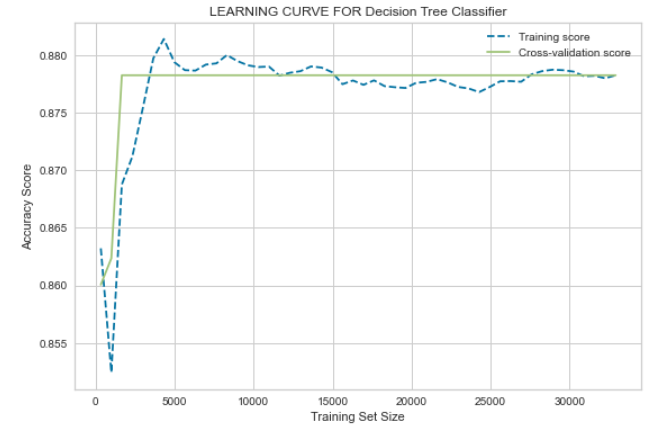 LEARNING CURVE FOR Decision Tree Classifier
Training score
Cross-validation score
0.880
0.875
0.870
0.865
0.860
0.855
Accuracy Score
0 5000 10000 15000 20000 25000 30000
Training Set Size